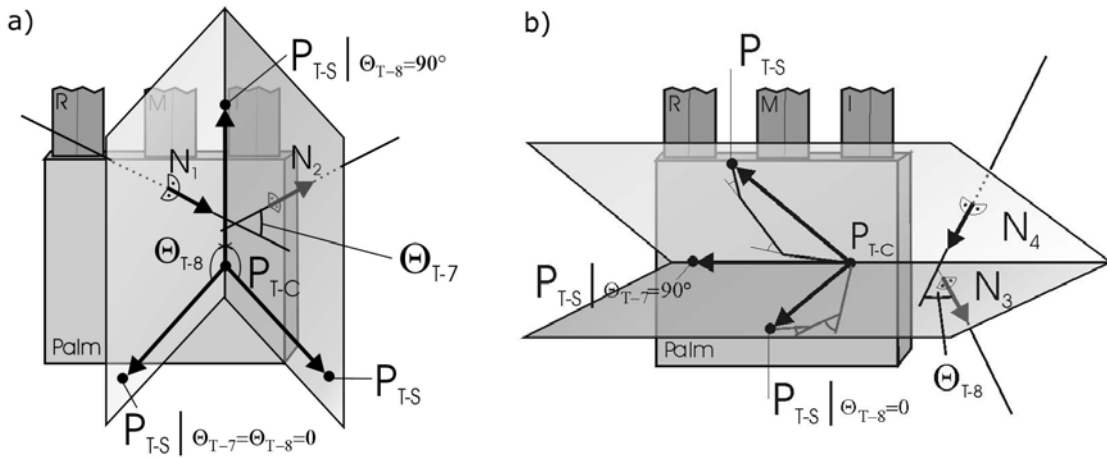 a)
P_T-S | Θ_T-8=90°
R M I
N_1 N_2
Θ_T-8 Θ_T-7
P_T-C
Palm
P_T-S
P_T-S | Θ_T-7=Θ_T-8=0
b)
P_T-S
R M I
P_T-C
N_4
P_T-S | Θ_T-7=90°
N_3
Palm
Θ_T-8
P_T-S | Θ_T-8=0